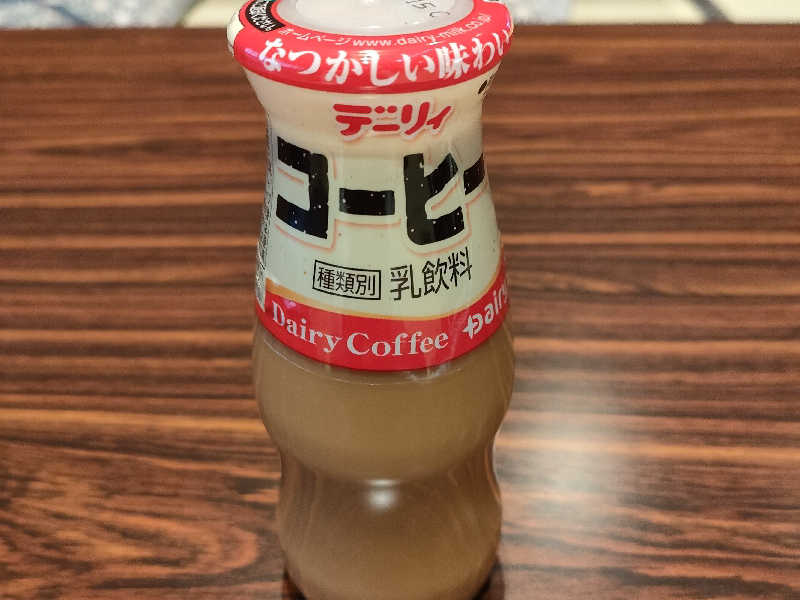 ホームページ www.dairy-milk.co.jp
なつかしい味わい
デーリィ
コーヒー
種類別 乳飲料
Dairy Coffee Dairy